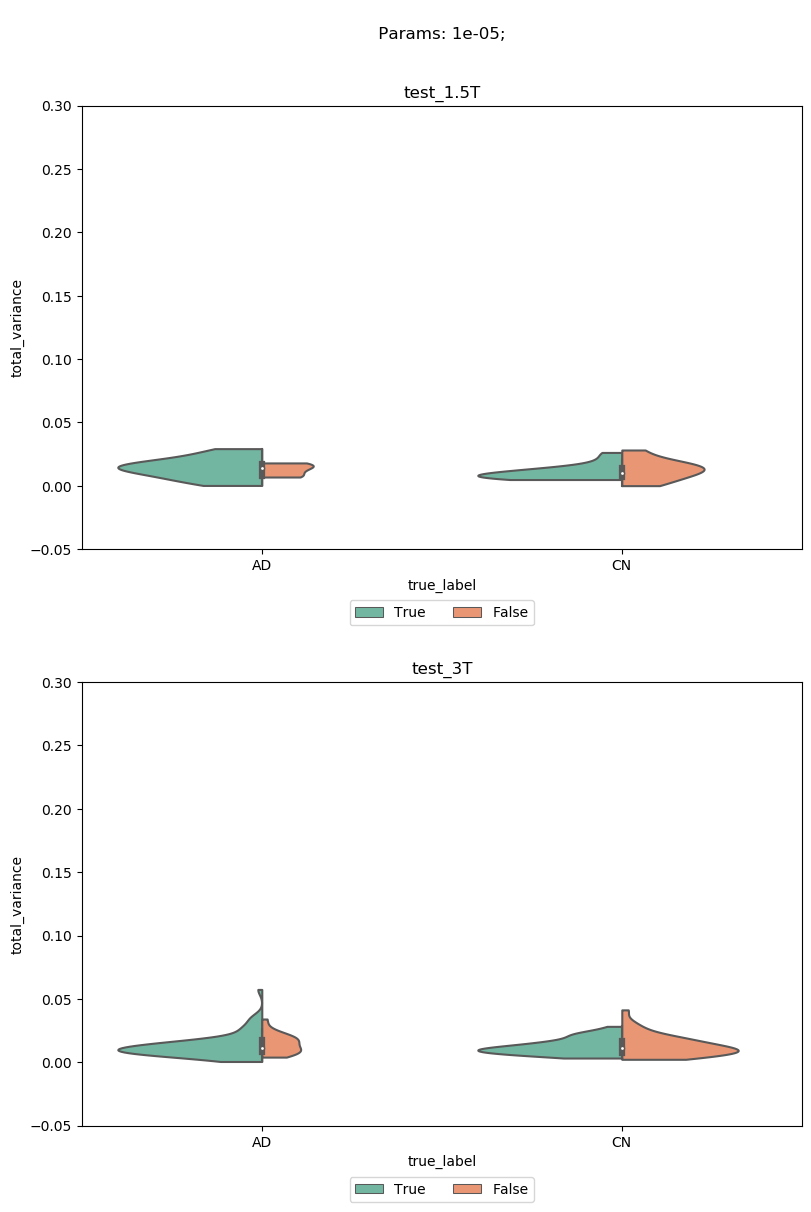 Params: 1e-05;
test_1.5T
0.30
0.25
0.20
0.15
0.10
0.05
0.00
−0.05
total_variance
AD
CN
true_label
True
False
test_3T
0.30
0.25
0.20
0.15
0.10
0.05
0.00
−0.05
total_variance
AD
CN
true_label
True
False